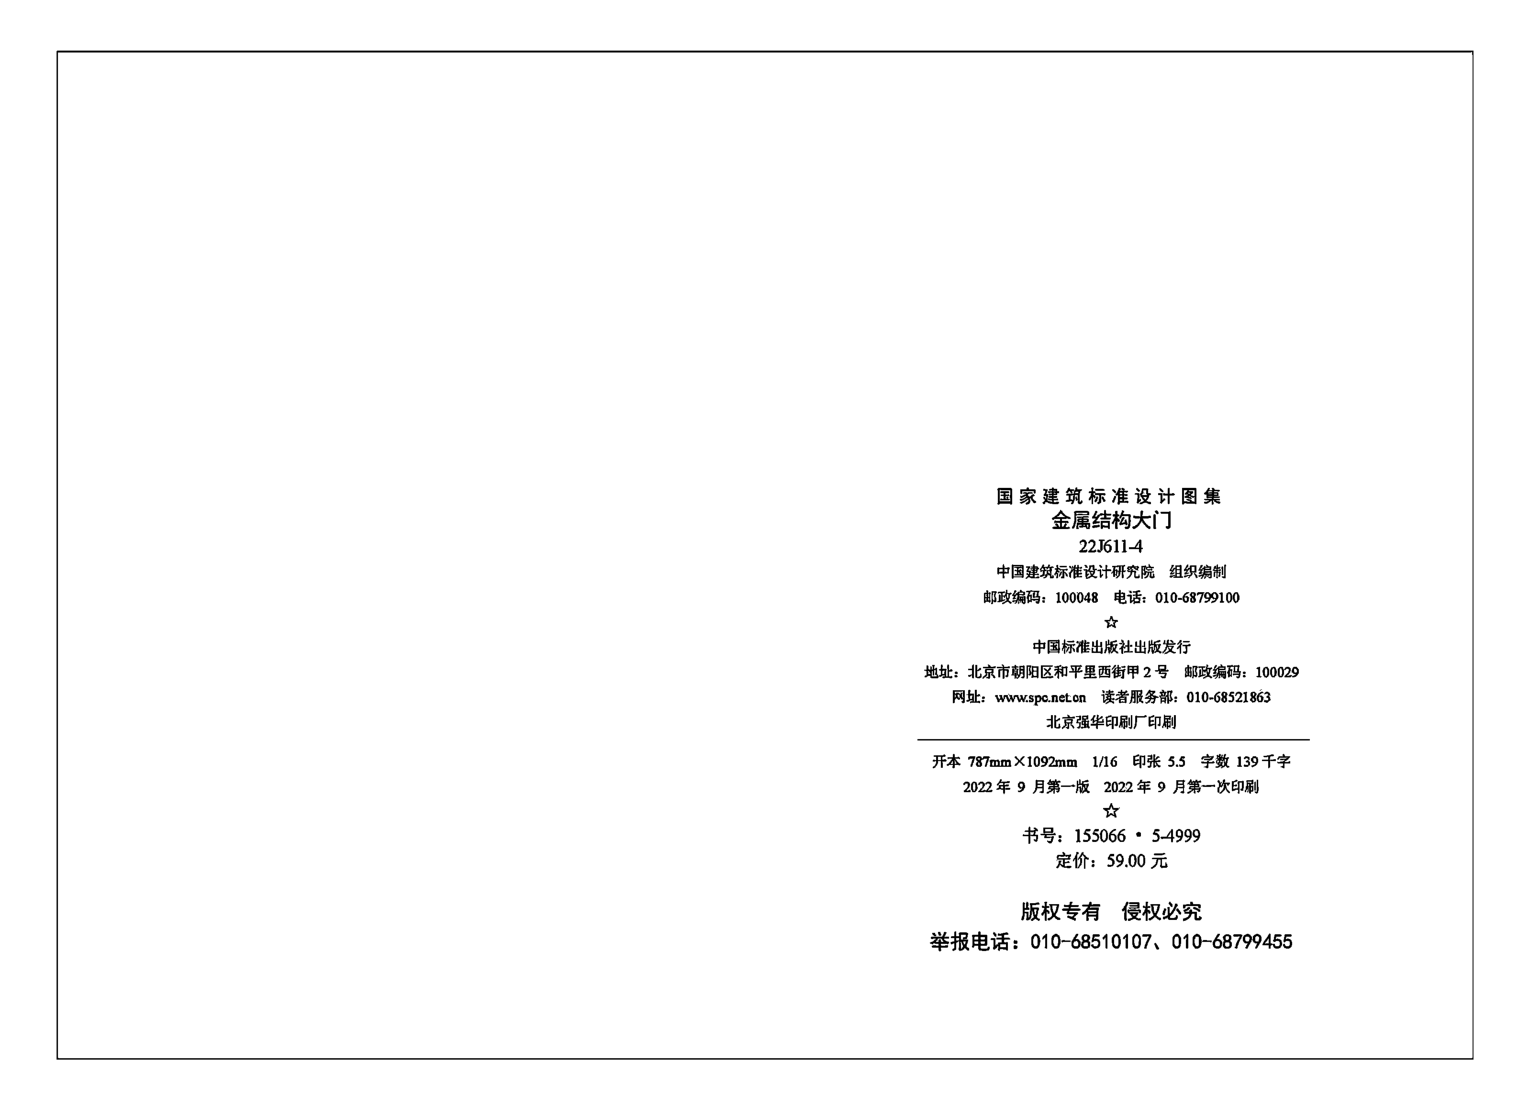 国家建筑标准设计图集
金属结构大门
22J611-4
中国建筑标准设计研究院　组织编制
邮政编码：100048　电话：010-68799100
☆
中国标准出版社出版发行
地址：北京市朝阳区和平里西街甲 2 号　邮政编码：100029
网址：www.spc.net.cn　读者服务部：010-68521863
北京强华印刷厂印刷
开本 787mm×1092mm　1/16　印张 5.5　字数 139 千字
2022 年 9 月第一版　2022 年 9 月第一次印刷
☆
书号：155066 • 5-4999
定价：59.00 元
版权专有　侵权必究
举报电话：010-68510107、010-68799455